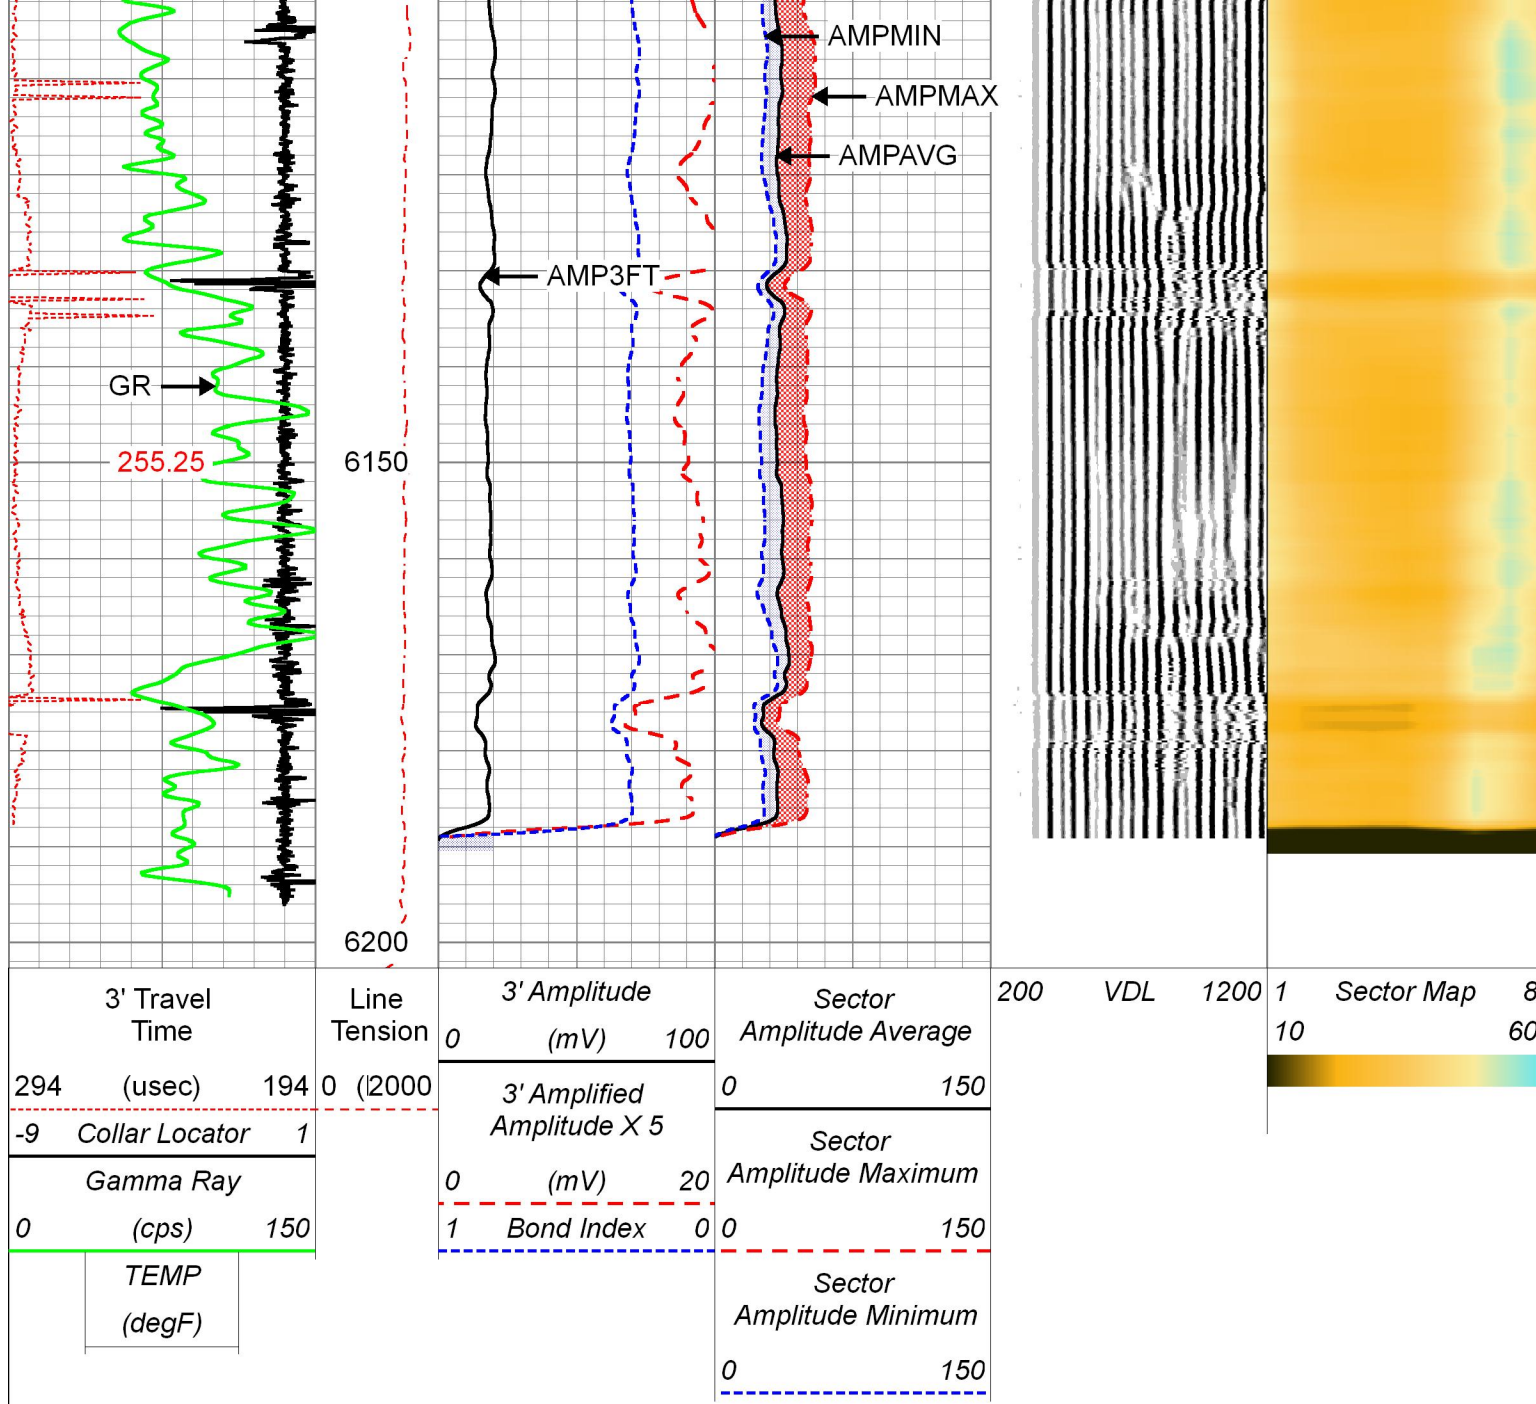 AMPMIN
AMPMAX
AMPAVG
AMP3FT
GR
255.25
6150
6200
3' Travel
Time
294 (usec) 194
-9 Collar Locator 1
Gamma Ray
0 (cps) 150
TEMP
(degF)
Line
Tension
0 2000
3' Amplitude
0 (mV) 100
3' Amplified
Amplitude X 5
0 (mV) 20
1 Bond Index 0
Sector
Amplitude Average
0 150
Sector
Amplitude Maximum
0 150
Sector
Amplitude Minimum
0 150
200 VDL 1200
1 Sector Map 8
10 60